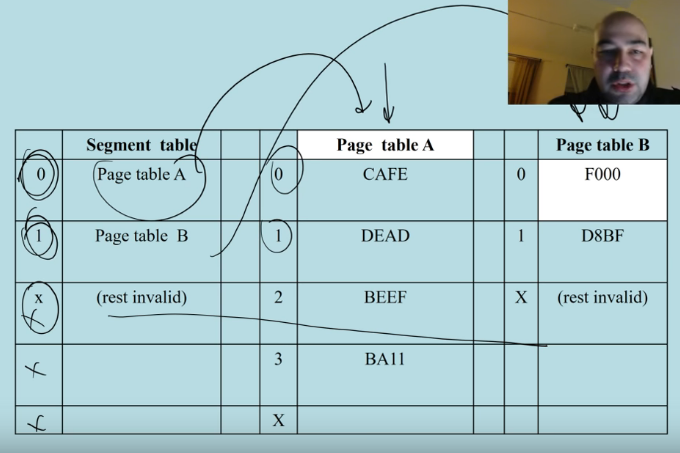 Segment table Page table A Page table B
0 Page table A 0 CAFE 0 F000
1 Page table B 1 DEAD 1 D8BF
x (rest invalid) 2 BEEF X (rest invalid)
x
x 3 BA11
x X